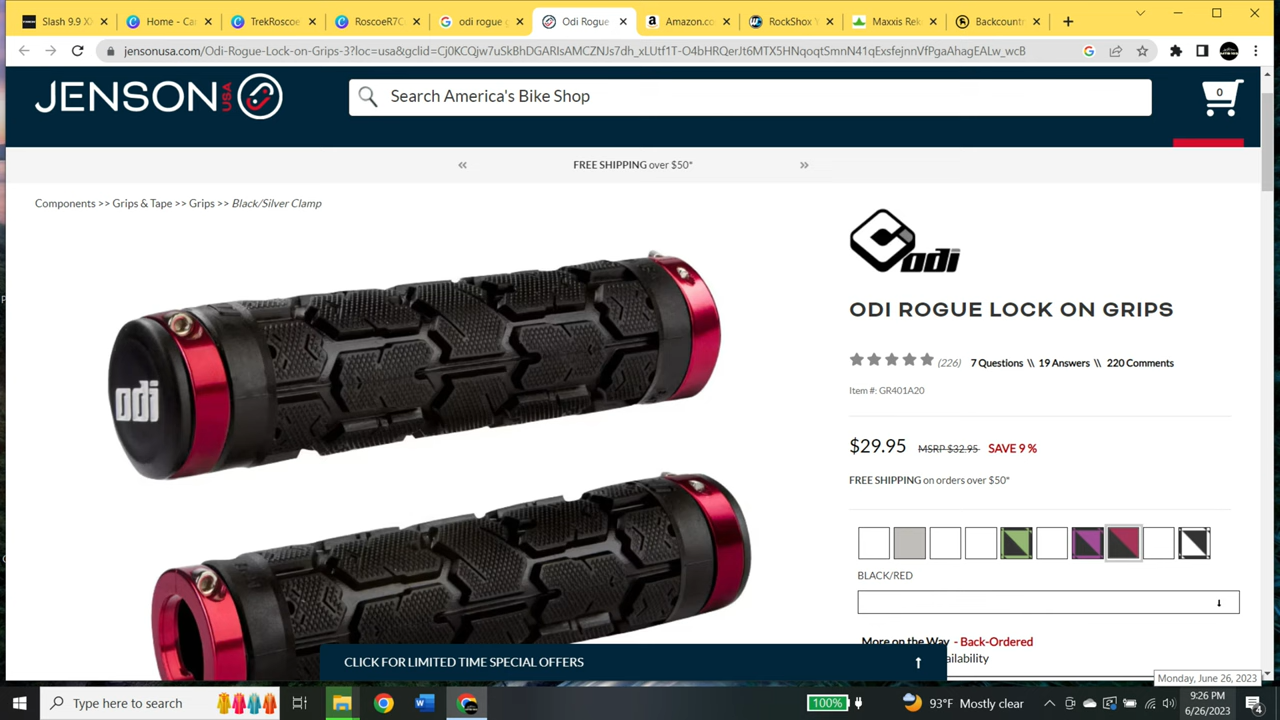 Slash 9.9 X
Home - Ca
TrekRoscoe
RoscoeR7C
odi rogue g
Odi Rogue
Amazon.co
RockShox
Maxxis Rek
Backcount
jensonusa.com/Odi-Rogue-Lock-on-Grips-3?loc=usa&gclid=Cj0KCQjw7uSkBhDGARIsAMCZNJs7dh_xLUtf1T-O4bHRQerJt6MTX5HNqoqtSmnN41qExsfejnnVfPgaAhagEALw_wcB
JENSON USA
Search America's Bike Shop
0
« FREE SHIPPING over $50* »
Components >> Grips & Tape >> Grips >> Black/Silver Clamp
odi
odi
ODI ROGUE LOCK ON GRIPS
(226) 7 Questions \\ 19 Answers \\ 220 Comments
Item #: GR401A20
$29.95 MSRP $32.95 SAVE 9 %
FREE SHIPPING on orders over $50*
BLACK/RED
More on the Way - Back-Ordered
ailability
CLICK FOR LIMITED TIME SPECIAL OFFERS
Monday, June 26, 2023
Type here to search
100%
93°F Mostly clear
9:26 PM
6/26/2023
4